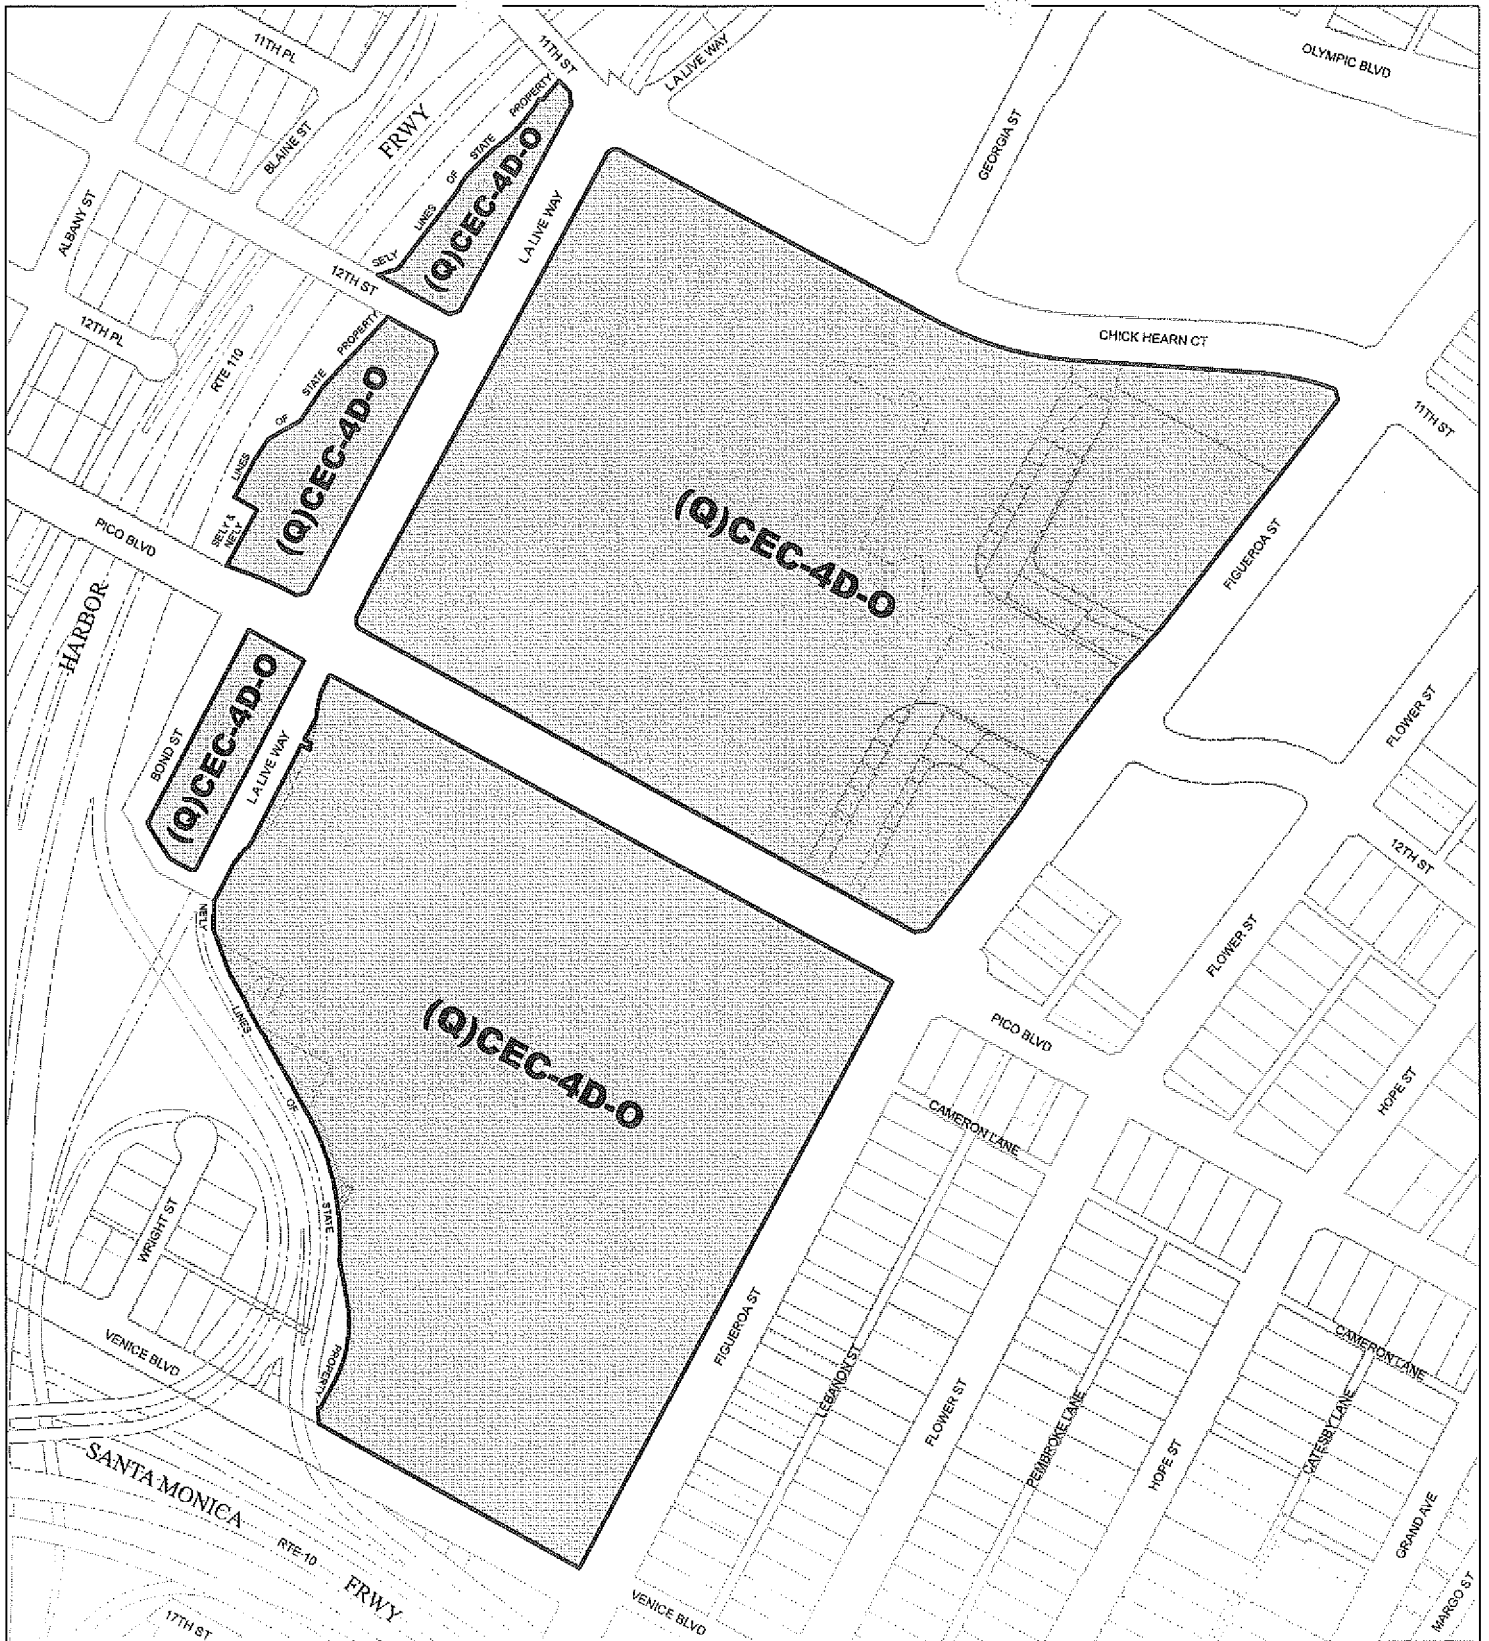 11TH PL
11TH ST
LA LIVE WAY
OLYMPIC BLVD
BLAINE ST
FRWY
SELY LINES OF STATE PROPERTY
(Q)CEC-4D-O
GEORGIA ST
ALBANY ST
LA LIVE WAY
12TH ST
12TH PL
RTE 110
CHICK HEARN CT
SELY & NELY LINES OF STATE PROPERTY
(Q)CEC-4D-O
11TH ST
PICO BLVD
(Q)CEC-4D-O
FIGUEROA ST
HARBOR
FLOWER ST
BOND ST
(Q)CEC-4D-O
LA LIVE WAY
12TH ST
NELY LINES OF STATE PROPERTY
FLOWER ST
(Q)CEC-4D-O
PICO BLVD
HOPE ST
CAMERON LANE
WRIGHT ST
VENICE BLVD
FIGUEROA ST
LEBANON ST
FLOWER ST
PEMBROKE LANE
HOPE ST
CATESBY LANE
CAMERON LANE
GRAND AVE
MARGO ST
SANTA MONICA
RTE 10
FRWY
17TH ST
VENICE BLVD